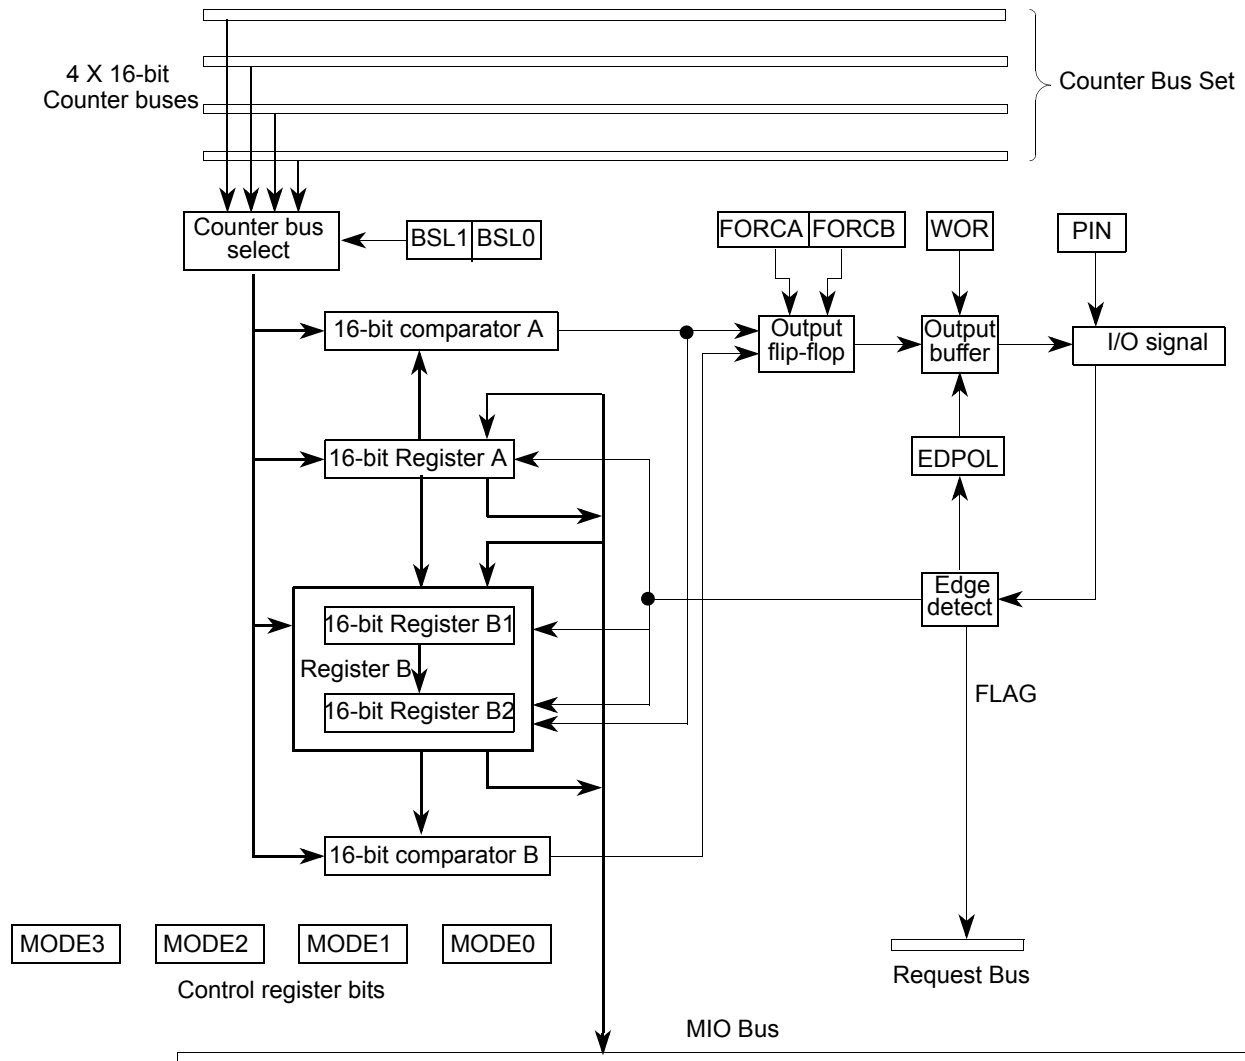 4 X 16-bit
Counter buses
Counter Bus Set
Counter bus
select
BSL1 BSL0
FORCA FORCB
WOR
PIN
16-bit comparator A
Output
flip-flop
Output
buffer
I/O signal
16-bit Register A
EDPOL
Edge
detect
16-bit Register B1
Register B
16-bit Register B2
FLAG
16-bit comparator B
MODE3 MODE2 MODE1 MODE0
Control register bits
Request Bus
MIO Bus